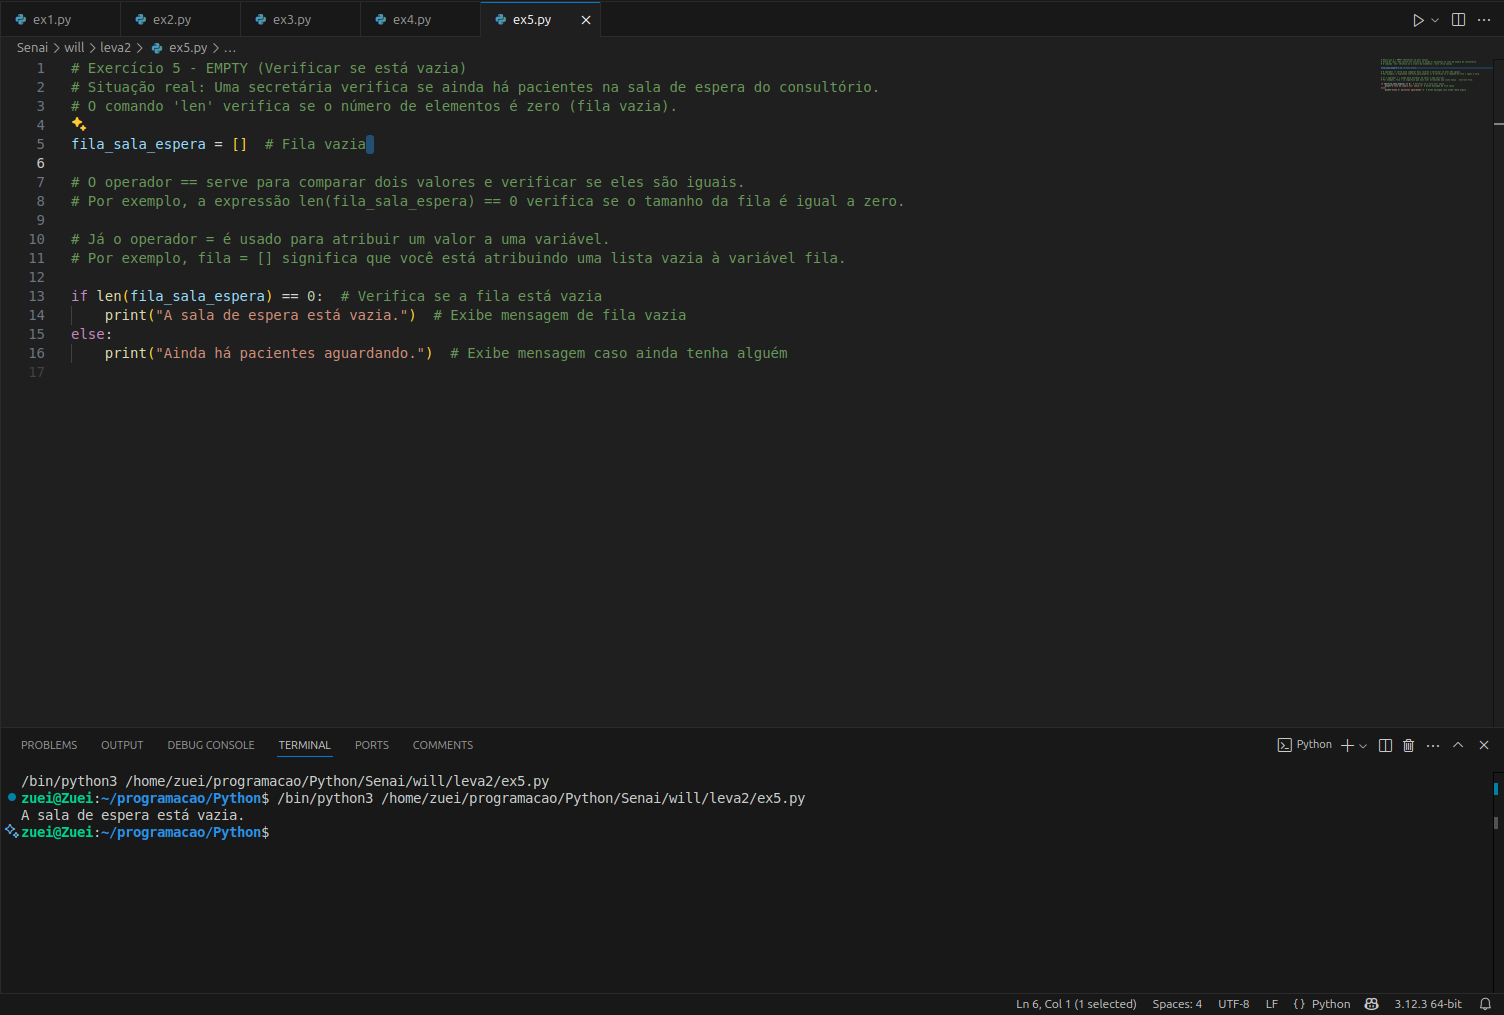 ex1.py ex2.py ex3.py ex4.py ex5.py
Senai > will > leva2 > ex5.py > ...
1 # Exercício 5 - EMPTY (Verificar se está vazia)
2 # Situação real: Uma secretária verifica se ainda há pacientes na sala de espera do consultório.
3 # O comando 'len' verifica se o número de elementos é zero (fila vazia).
4
5 fila_sala_espera = []  # Fila vazia
6
7 # O operador == serve para comparar dois valores e verificar se eles são iguais.
8 # Por exemplo, a expressão len(fila_sala_espera) == 0 verifica se o tamanho da fila é igual a zero.
9
10 # Já o operador = é usado para atribuir um valor a uma variável.
11 # Por exemplo, fila = [] significa que você está atribuindo uma lista vazia à variável fila.
12
13 if len(fila_sala_espera) == 0:  # Verifica se a fila está vazia
14     print("A sala de espera está vazia.")  # Exibe mensagem de fila vazia
15 else:
16     print("Ainda há pacientes aguardando.")  # Exibe mensagem caso ainda tenha alguém
17
PROBLEMS OUTPUT DEBUG CONSOLE TERMINAL PORTS COMMENTS Python
/bin/python3 /home/zuei/programacao/Python/Senai/will/leva2/ex5.py
zuei@Zuei:~/programacao/Python$ /bin/python3 /home/zuei/programacao/Python/Senai/will/leva2/ex5.py
A sala de espera está vazia.
zuei@Zuei:~/programacao/Python$
Ln 6, Col 1 (1 selected) Spaces: 4 UTF-8 LF {} Python 3.12.3 64-bit